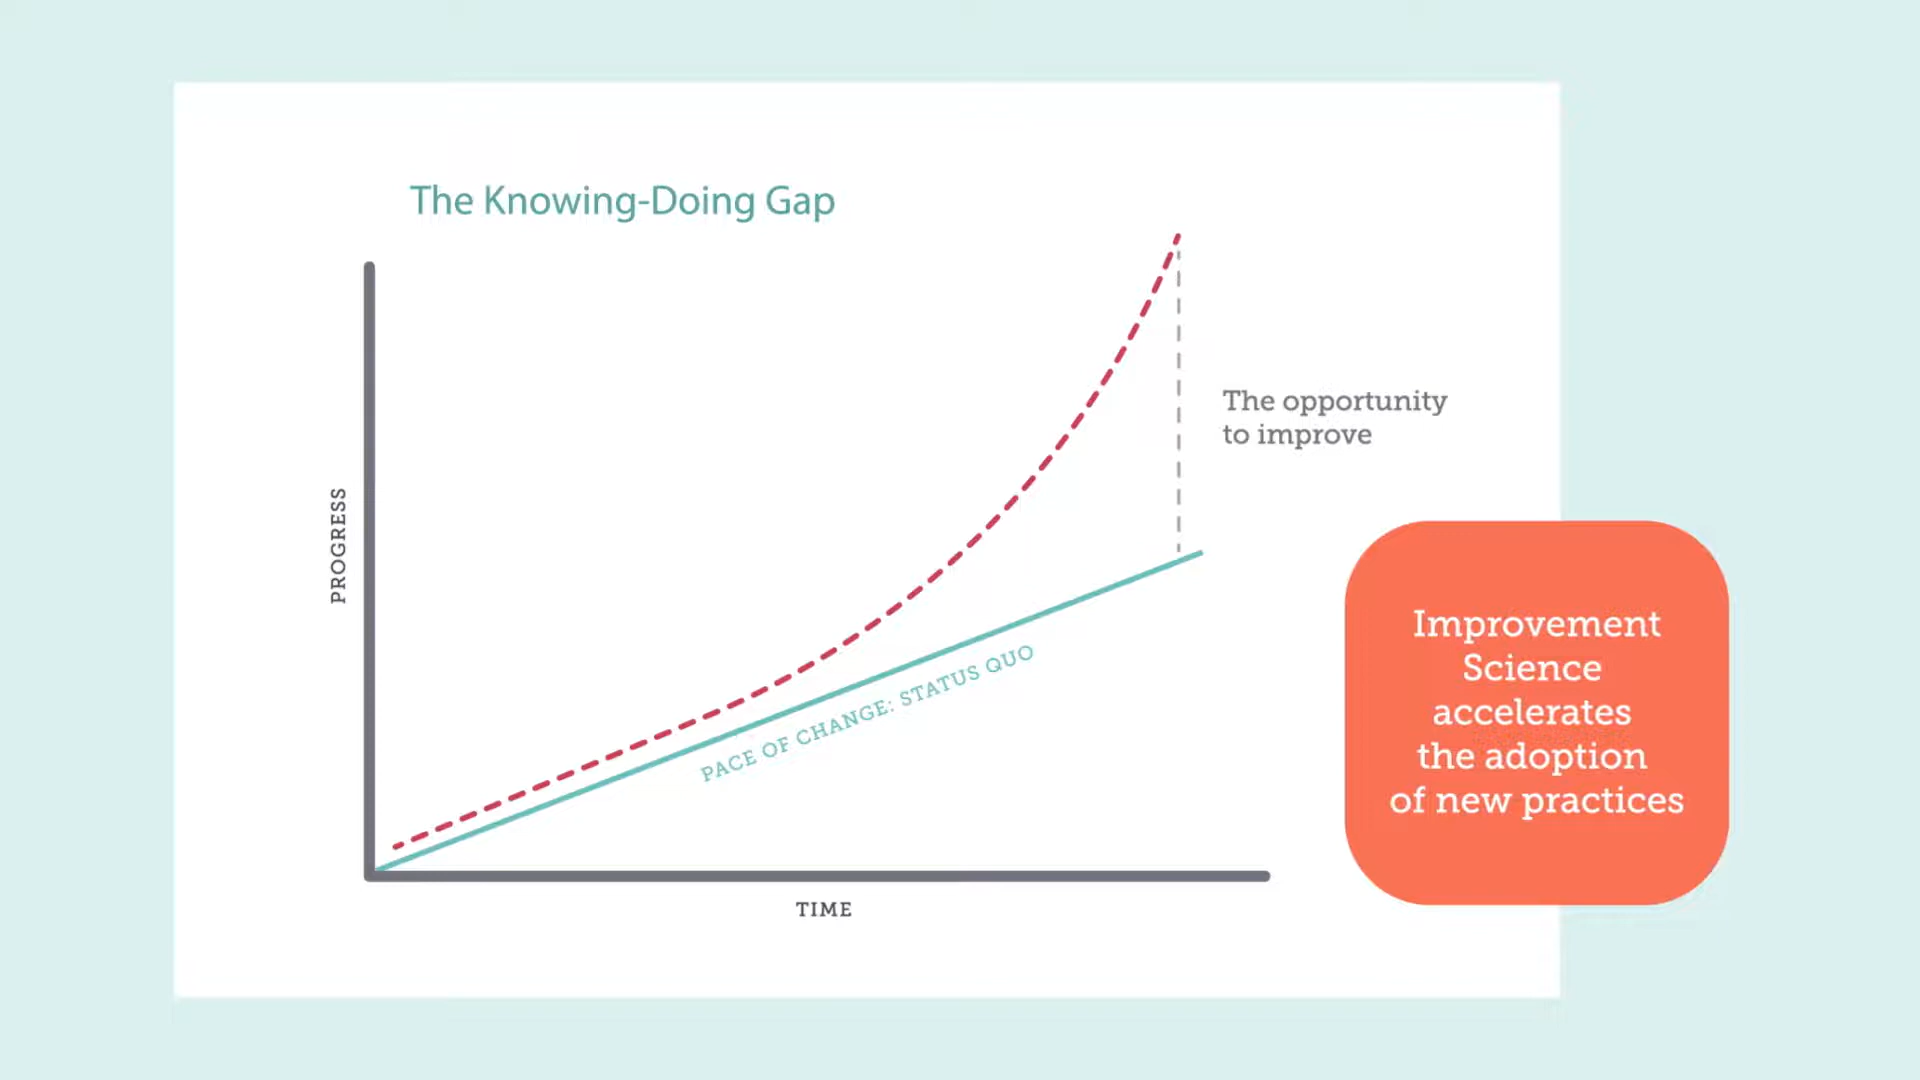 The Knowing-Doing Gap
The opportunity
to improve
PROGRESS
PACE OF CHANGE: STATUS QUO
TIME
Improvement
Science
accelerates
the adoption
of new practices